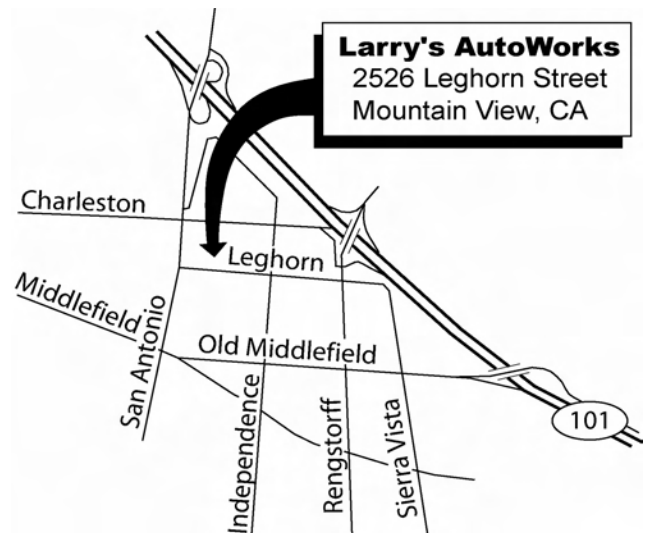 Larry's AutoWorks
2526 Leghorn Street
Mountain View, CA
Charleston
Leghorn
Middlefield
San Antonio
Old Middlefield
Independence
Rengstorff
Sierra Vista
101